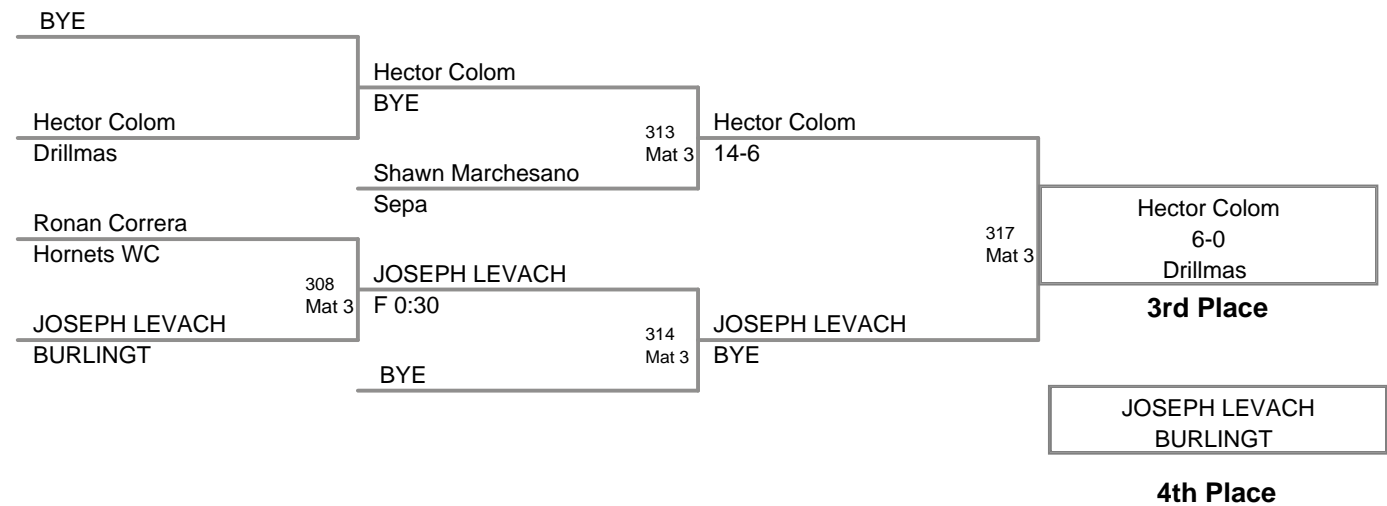 BYE
Hector Colom
BYE
Hector Colom
Drillmas
313
Mat 3
Hector Colom
14-6
Shawn Marchesano
Sepa
Ronan Correra
Hornets WC
308
Mat 3
JOSEPH LEVACH
F 0:30
JOSEPH LEVACH
BURLINGT
314
Mat 3
JOSEPH LEVACH
BYE
BYE
317
Mat 3
Hector Colom
6-0
Drillmas
3rd Place
JOSEPH LEVACH
BURLINGT
4th Place